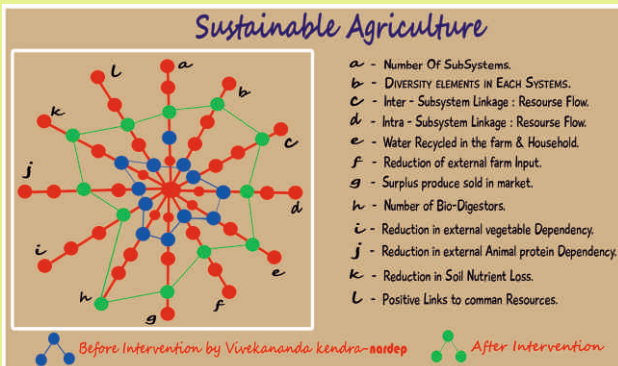 Sustainable Agriculture
a
b
c
d
e
f
g
h
i
j
k
l
a - Number Of SubSystems.
b - DIVERSITY ELEMENTS IN EACH SYSTEMS.
c - Inter - Subsystem Linkage : Resourse Flow.
d - Intra - Subsystem Linkage : Resourse Flow.
e - Water Recycled in the farm & Household.
f - Reduction of external farm Input.
g - Surplus produce sold in market.
h - Number of Bio-Digestors.
i - Reduction in external vegetable Dependency.
j - Reduction in external Animal protein Dependency.
k - Reduction in Soil Nutrient Loss.
l - Positive Links to comman Resources.
Before Intervention by Vivekananda kendra-nardep
After Intervention